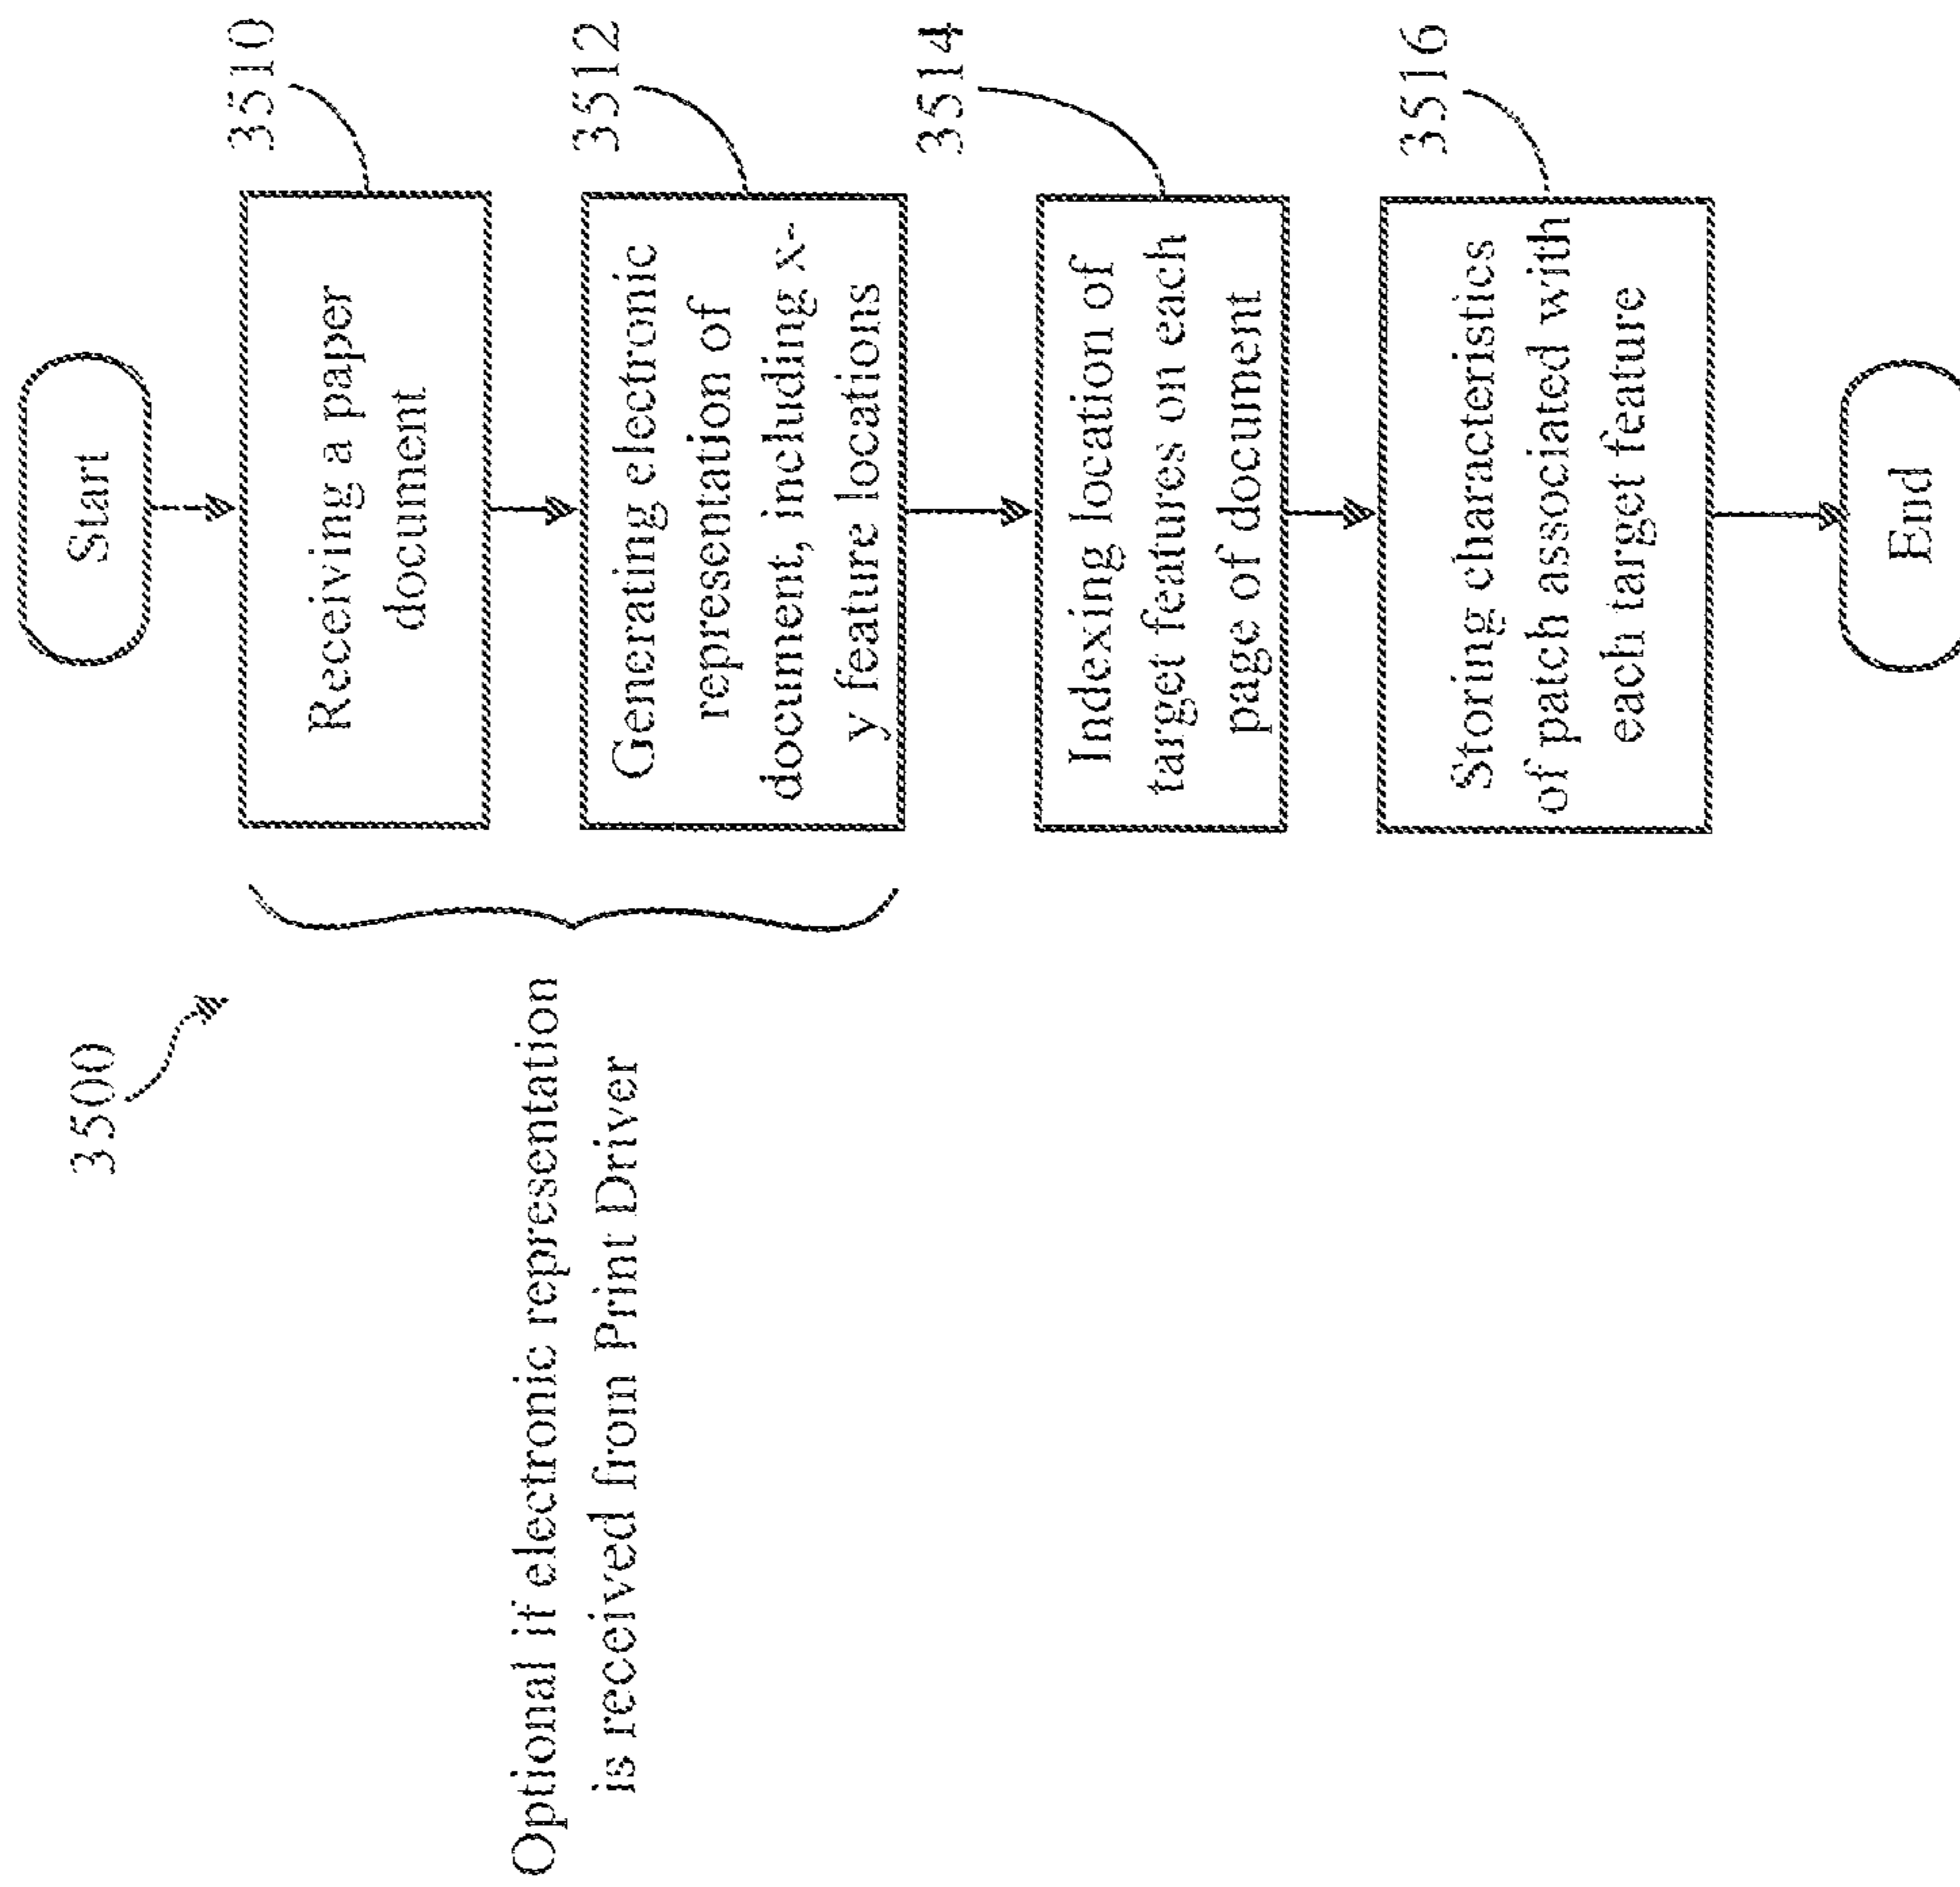 3500
Start
Receiving a paper
document
3510
Generating electronic
representation of
document, including x-
y feature locations
3512
Optional if electronic representation
is received from Print Driver
Indexing location of
target features on each
page of document
3514
Storing characteristics
of patch associated with
each target feature
3516
End